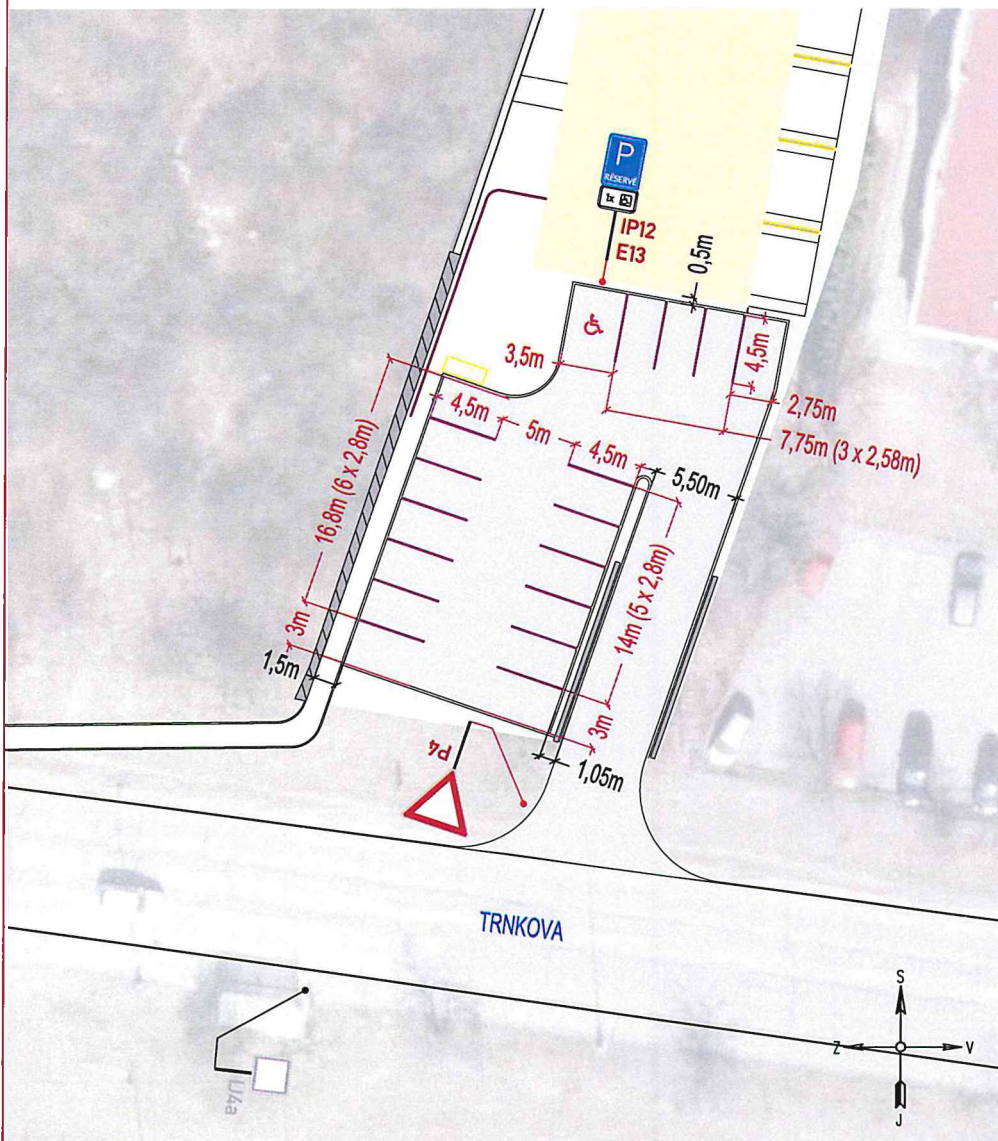 P
RÉSERVÉ
1x
IP12
E13
0,5m
3,5m
4,5m
2,75m
7,75m (3 x 2,58m)
4,5m
5m
4,5m
5,50m
16,8m (6 x 2,8m)
14m (5 x 2,8m)
3m
1,5m
3m
1,05m
P4
TRNKOVA
S
Z
V
J